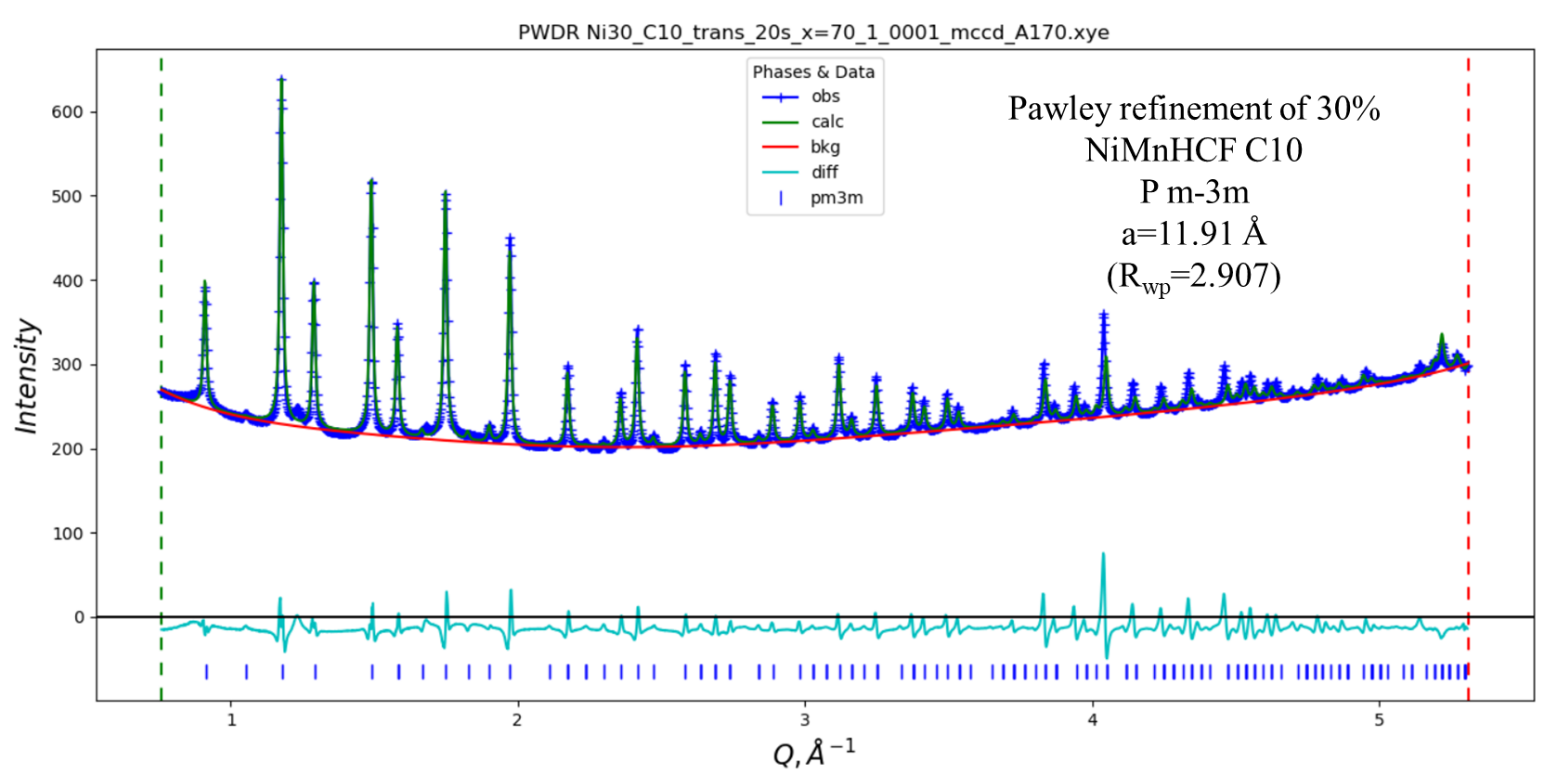 PWDR Ni30_C10_trans_20s_x=70_1_0001_mccd_A170.xye
Phases & Data
obs
calc
bkg
diff
pm3m
Pawley refinement of 30%
NiMnHCF C10
P m-3m
a=11.91 Å
(Rwp=2.907)
600
500
400
300
200
100
0
Intensity
1 2 3 4 5
Q, Å⁻¹